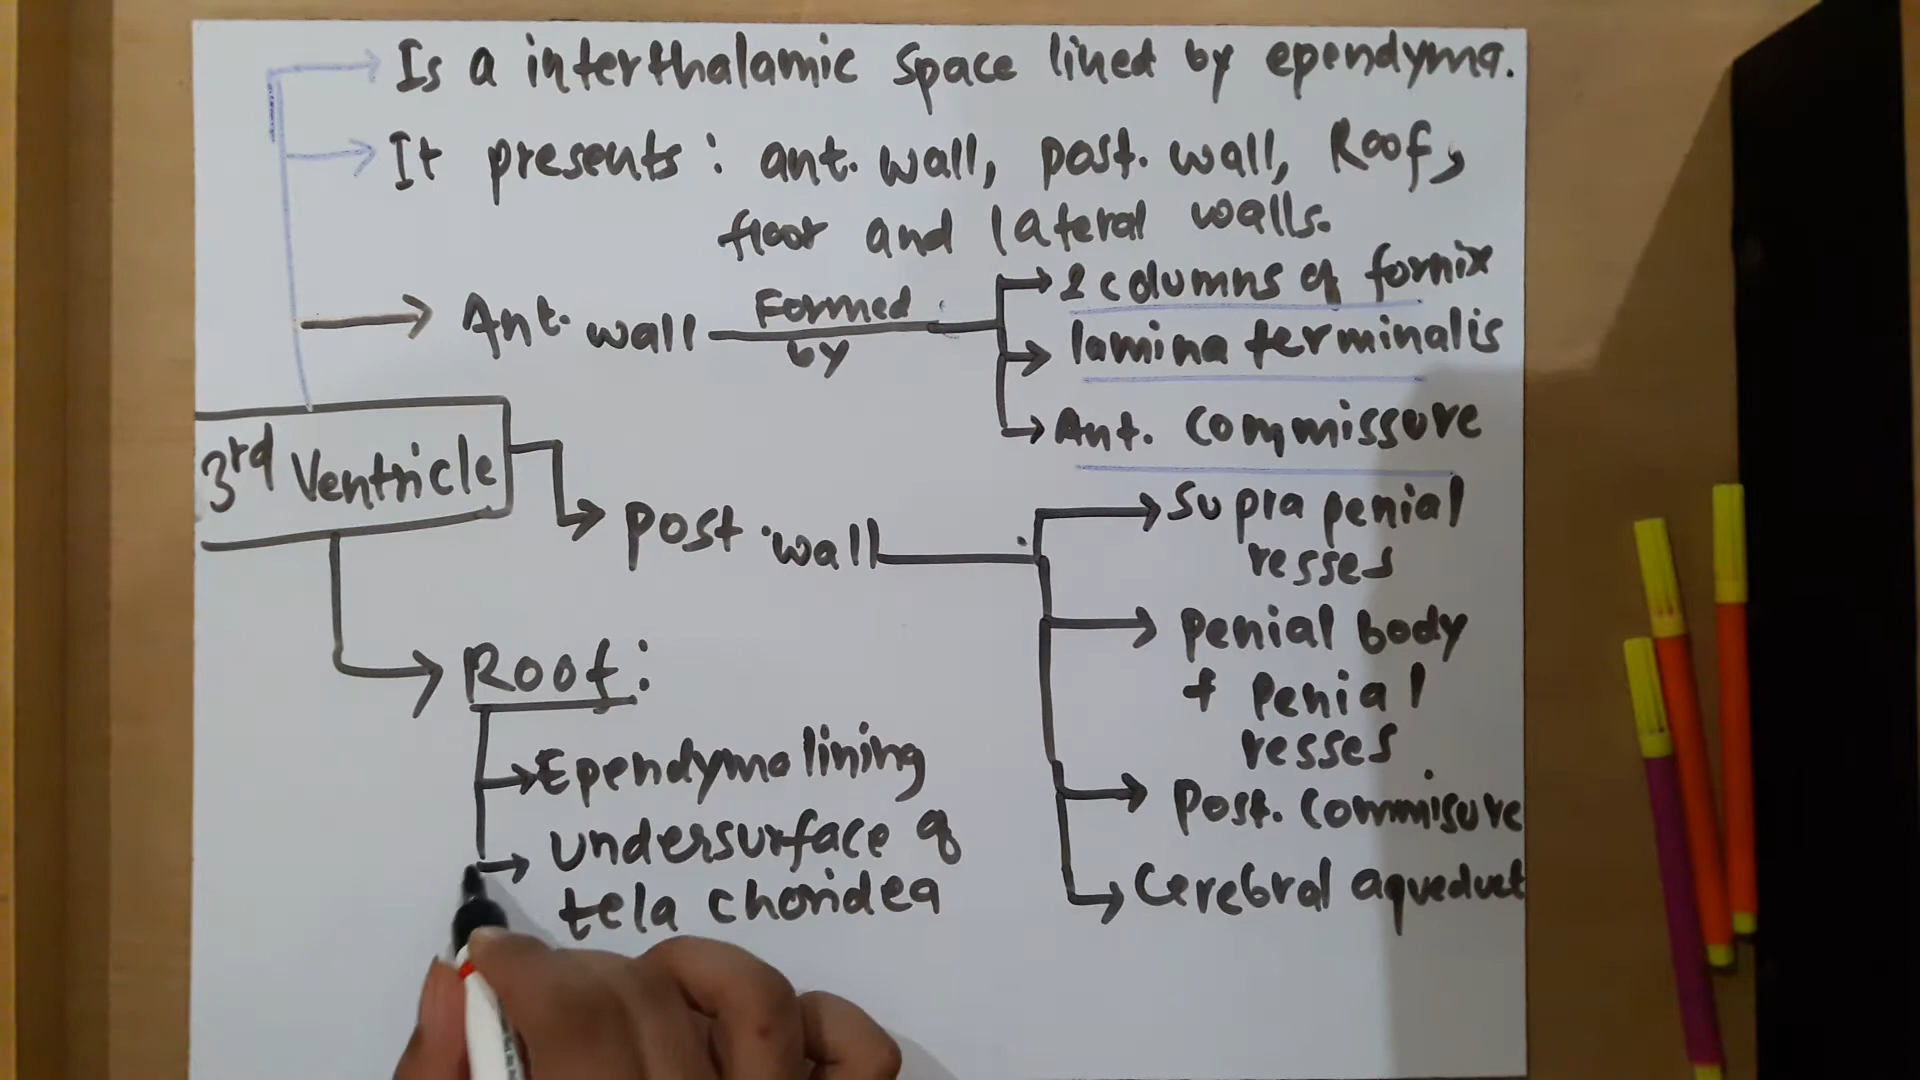 Is a interthalamic space lined by ependyma.
It presents: ant. wall, post. wall, Roof,
floor and lateral walls.
Ant. wall Formed by
2 columns of fornix
lamina terminalis
Ant. Commissure
3rd Ventricle
post. wall
Supra penial
resses
penial body
+ Penial
resses
Post. Commisure
Cerebral aqueduct
Roof:
Ependyma lining
undersurface of
tela choridea